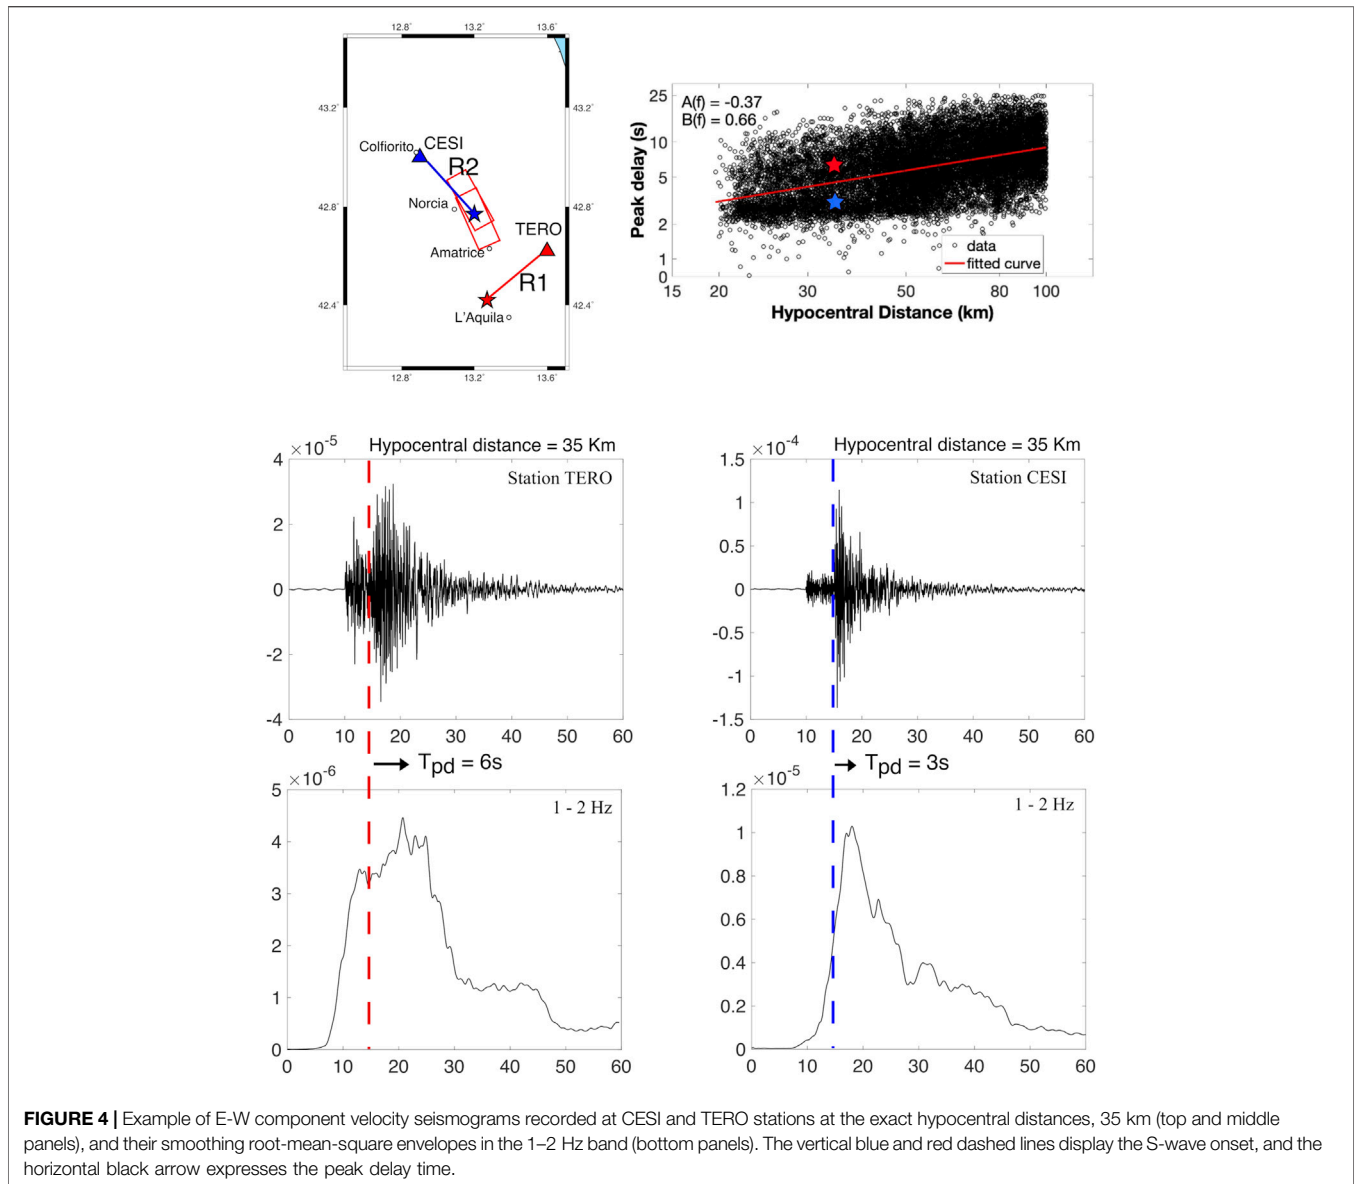 12.8° 13.2° 13.6°
43.2° 43.2°
Colfiorito CESI
R2
Norcia
42.8° 42.8°
TERO
Amatrice
R1
42.4° 42.4°
L'Aquila
12.8° 13.2° 13.6°
A(f) = -0.37
B(f) = 0.66
Peak delay (s)
25
10
5
2
1
0
data
fitted curve
15 20 30 50 80 100
Hypocentral Distance (km)
×10-5 Hypocentral distance = 35 Km
Station TERO
4
2
0
-2
-4
0 10 20 30 40 50 60
×10-4 Hypocentral distance = 35 Km
Station CESI
1.5
1
0.5
0
-0.5
-1
-1.5
0 10 20 30 40 50 60
Tpd = 6s
×10-6
1 - 2 Hz
5
4
3
2
1
0
0 10 20 30 40 50 60
Tpd = 3s
×10-5
1 - 2 Hz
1.2
1
0.8
0.6
0.4
0.2
0
0 10 20 30 40 50 60
FIGURE 4 | Example of E-W component velocity seismograms recorded at CESI and TERO stations at the exact hypocentral distances, 35 km (top and middle
panels), and their smoothing root-mean-square envelopes in the 1–2 Hz band (bottom panels). The vertical blue and red dashed lines display the S-wave onset, and the
horizontal black arrow expresses the peak delay time.